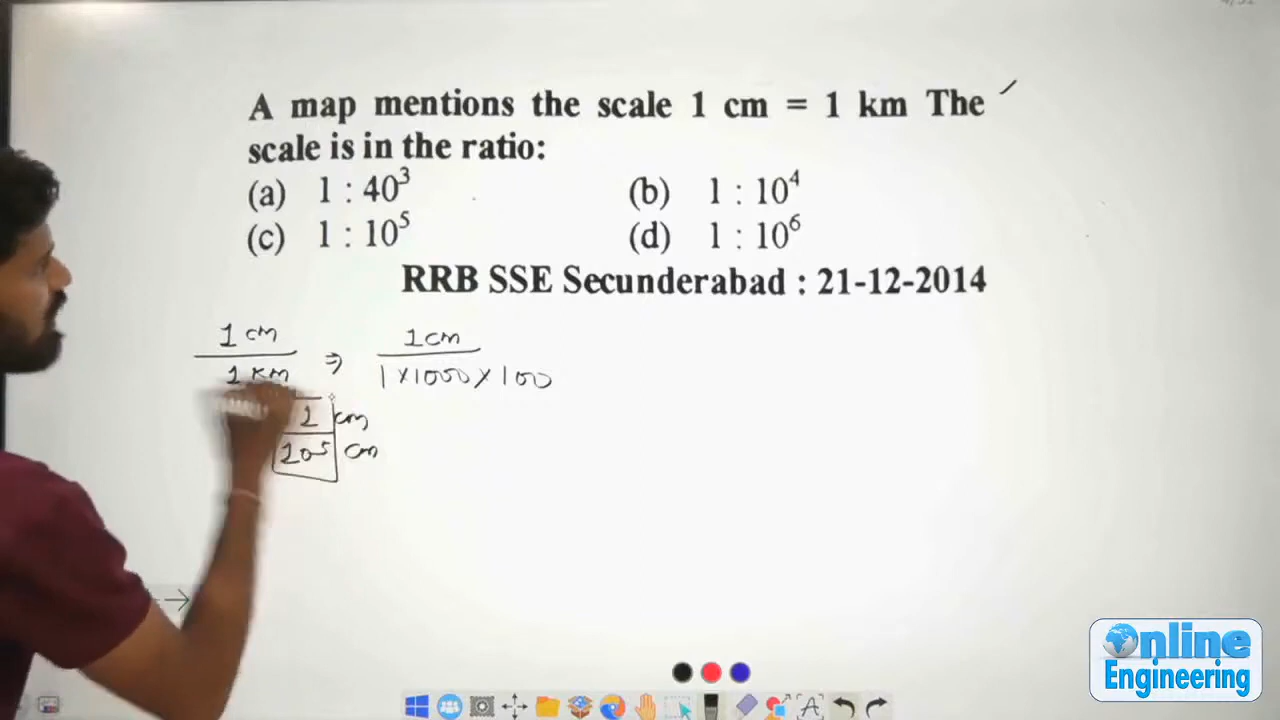 A map mentions the scale 1 cm = 1 km The
scale is in the ratio:
(a) 1 : 40³ (b) 1 : 10⁴
(c) 1 : 10⁵ (d) 1 : 10⁶
RRB SSE Secunderabad : 21-12-2014
1 cm / 1 km ⇒ 1 cm / 1×1000×100
1 cm
10⁵ cm
Online
Engineering